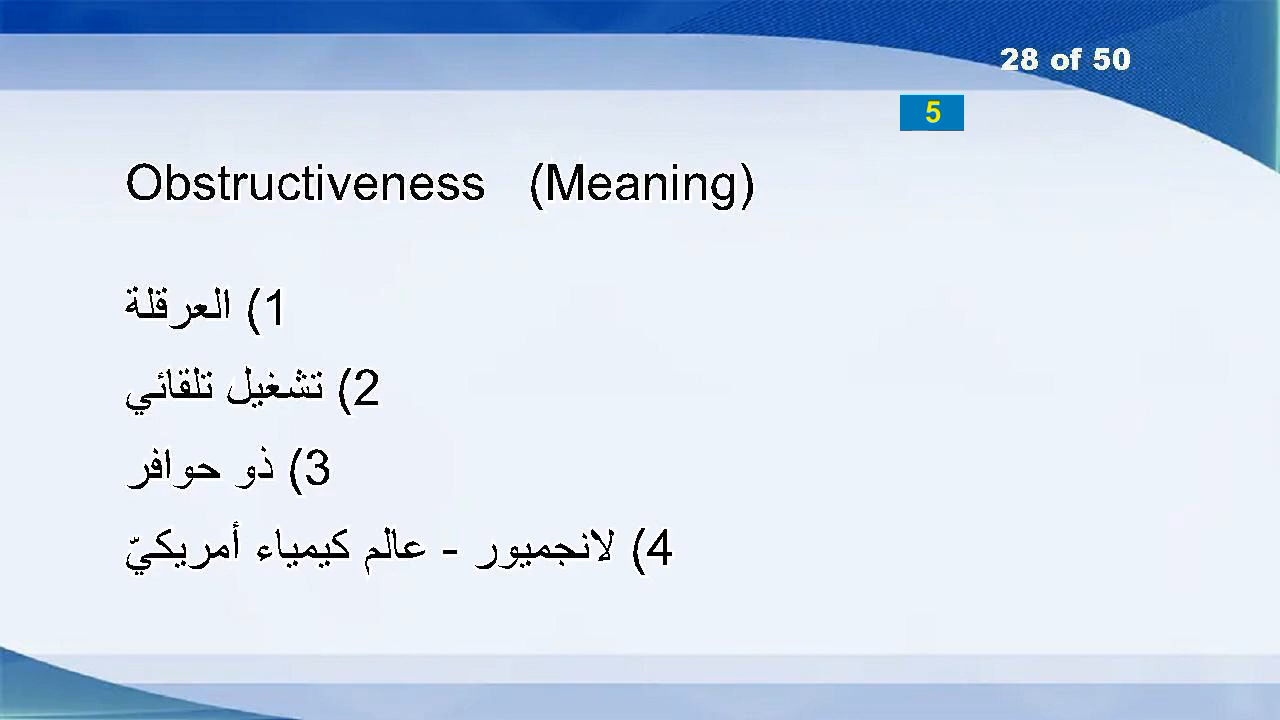 28 of 50
5
Obstructiveness (Meaning)
1) العرقلة
2) تشغيل تلقائي
3) ذو حوافر
4) لانجميور - عالم كيمياء أمريكيّ